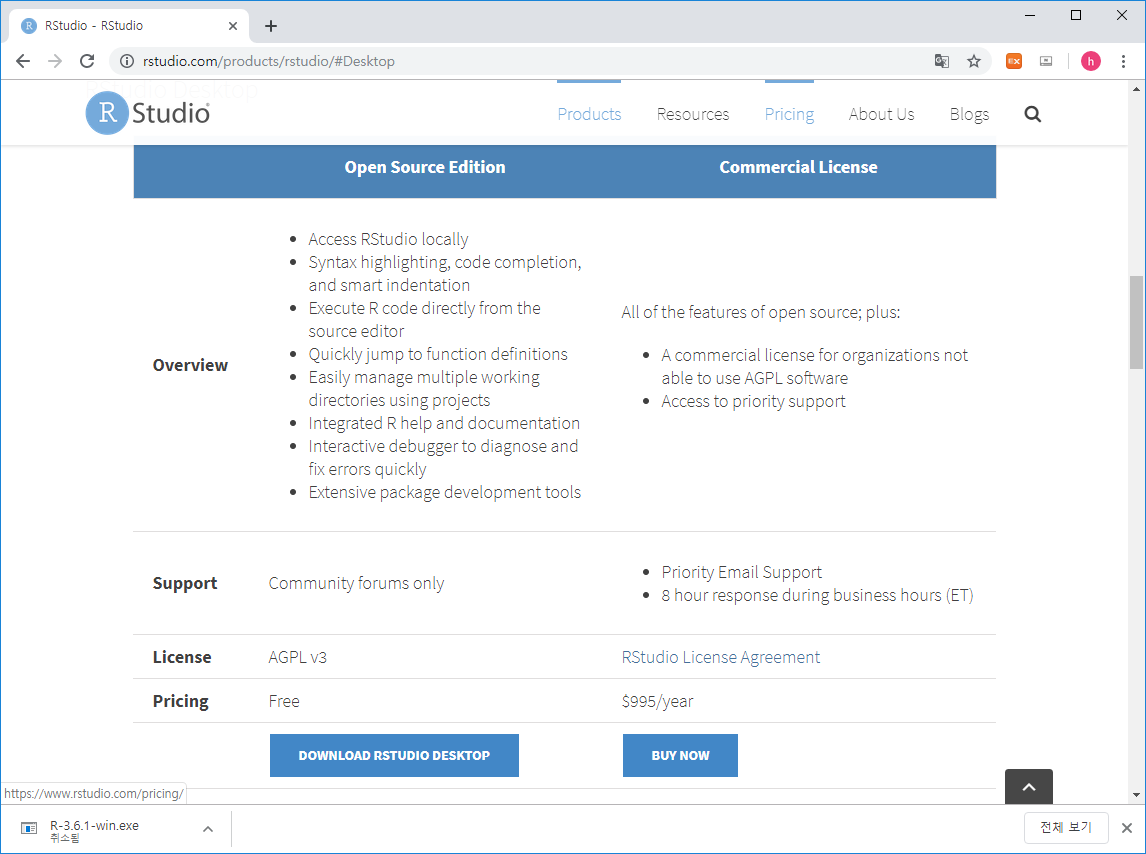 RStudio - RStudio
rstudio.com/products/rstudio/#Desktop
EX
h
RStudio Desktop
R Studio
Products
Resources
Pricing
About Us
Blogs
Open Source Edition
Commercial License
Overview
Access RStudio locally
Syntax highlighting, code completion,
and smart indentation
Execute R code directly from the
source editor
Quickly jump to function definitions
Easily manage multiple working
directories using projects
Integrated R help and documentation
Interactive debugger to diagnose and
fix errors quickly
Extensive package development tools
All of the features of open source; plus:
A commercial license for organizations not
able to use AGPL software
Access to priority support
Support
Community forums only
Priority Email Support
8 hour response during business hours (ET)
License
AGPL v3
RStudio License Agreement
Pricing
Free
$995/year
DOWNLOAD RSTUDIO DESKTOP
BUY NOW
https://www.rstudio.com/pricing/
R-3.6.1-win.exe
취소됨
전체 보기